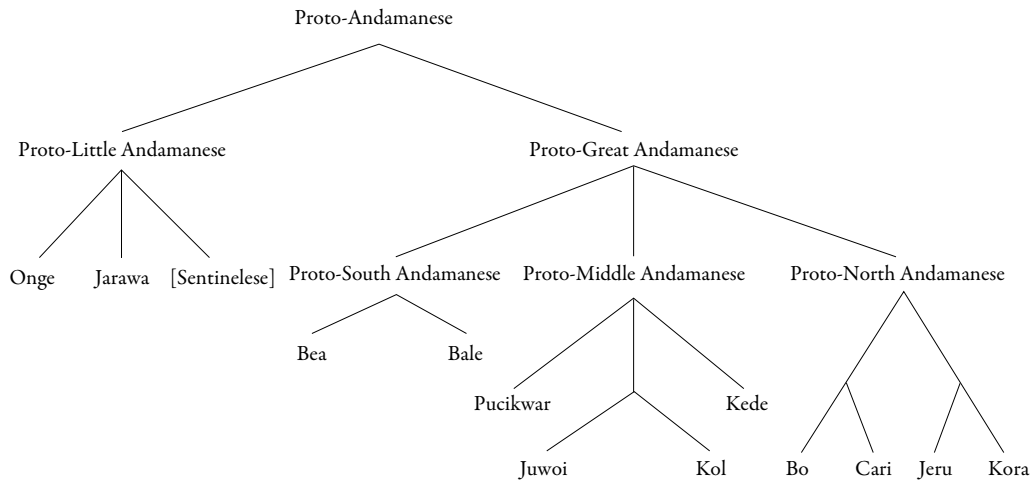 Proto-Andamanese
Proto-Little Andamanese
Proto-Great Andamanese
Onge
Jarawa
[Sentinelese]
Proto-South Andamanese
Proto-Middle Andamanese
Proto-North Andamanese
Bea
Bale
Pucikwar
Kede
Juwoi
Kol
Bo
Cari
Jeru
Kora